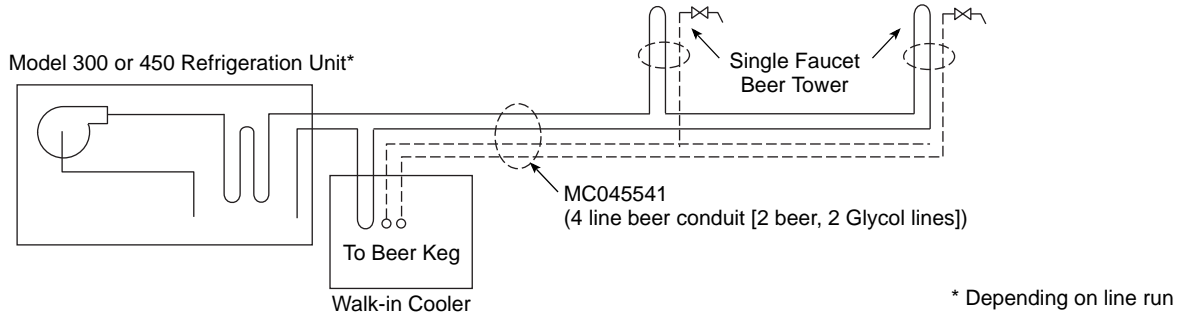 Model 300 or 450 Refrigeration Unit*
Single Faucet
Beer Tower
MC045541
(4 line beer conduit [2 beer, 2 Glycol lines])
To Beer Keg
Walk-in Cooler
* Depending on line run